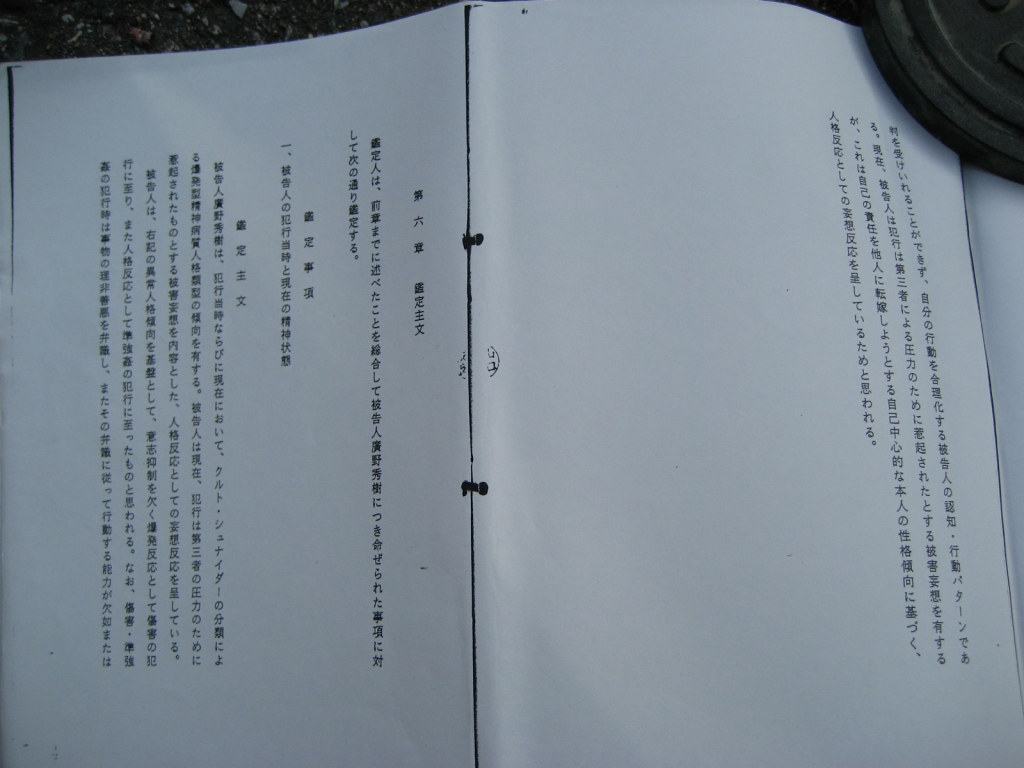 判を受けいれることができず、自分の行動を合理化する被告人の認知・行動パターンであ
る。現在、被告人は犯行は第三者による圧力のために惹起されたとする被害妄想を有する
が、これは自己の責任を他人に転嫁しようとする自己中心的な本人の性格傾向に基づく、
人格反応としての妄想反応を呈しているためと思われる。
第六章 鑑定主文
鑑定人は、前章までに述べたことを綜合して被告人廣野秀樹につき命ぜられた事項に対
して次の通り鑑定する。
鑑定事項
一、被告人の犯行当時と現在の精神状態
鑑定主文
被告人廣野秀樹は、犯行当時ならびに現在において、クルト・シュナイダーの分類によ
る爆発型精神病質人格類型の傾向を有する。被告人は現在、犯行は第三者の圧力のために
惹起されたものとする被害妄想を内容とした、人格反応としての妄想反応を呈している。
被告人は、右記の異常人格傾向を基盤として、意志抑制を欠く爆発反応として傷害の犯
行に至り、また人格反応として準強姦の犯行に至ったものと思われる。なお、傷害・準強
姦の犯行時は事物の理非善悪を弁識し、またその弁識に従って行動する能力が欠如または